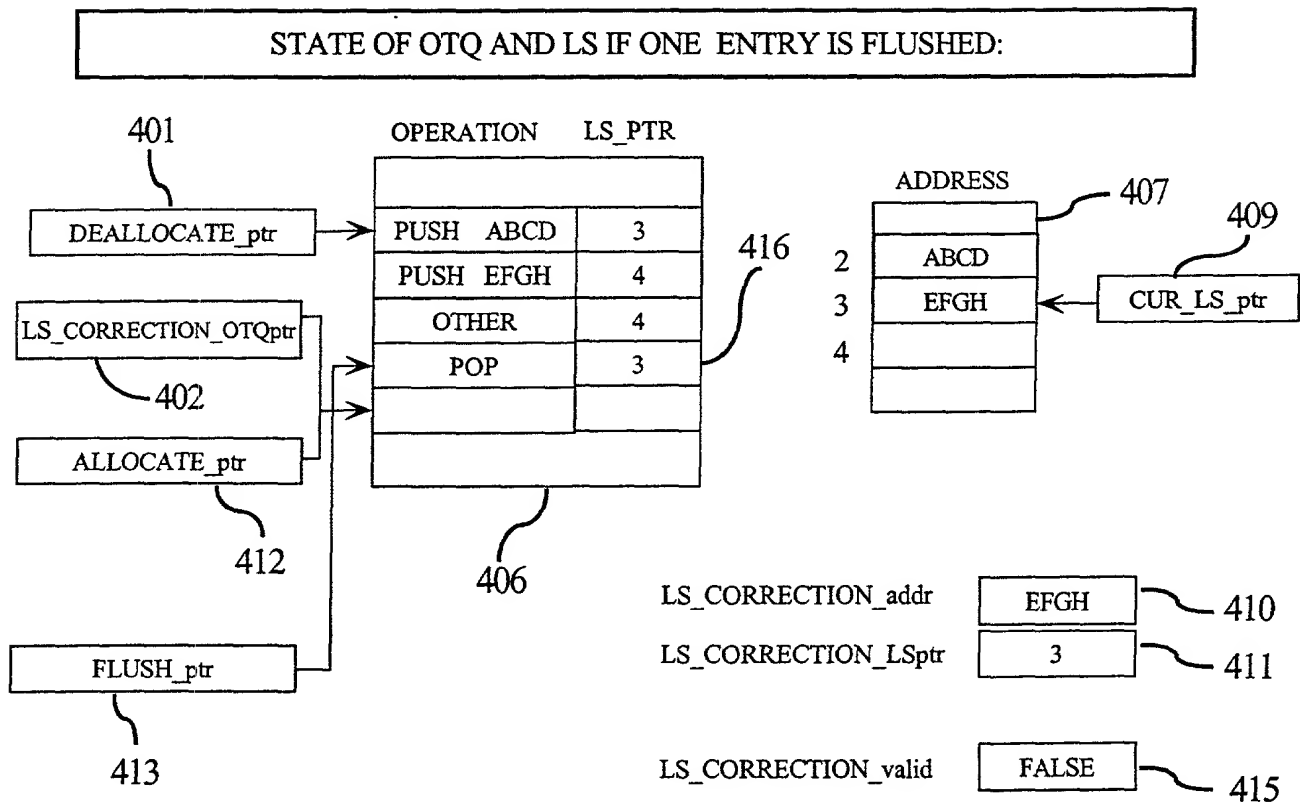 STATE OF OTQ AND LS IF ONE ENTRY IS FLUSHED:
401
OPERATION LS_PTR
ADDRESS
407
DEALLOCATE_ptr
PUSH ABCD 3
416
409
PUSH EFGH 4
2 ABCD
LS_CORRECTION_OTQptr
OTHER 4
3 EFGH
CUR_LS_ptr
402
POP 3
4
ALLOCATE_ptr
412
406
LS_CORRECTION_addr EFGH 410
LS_CORRECTION_LSptr 3 411
FLUSH_ptr
413
LS_CORRECTION_valid FALSE 415